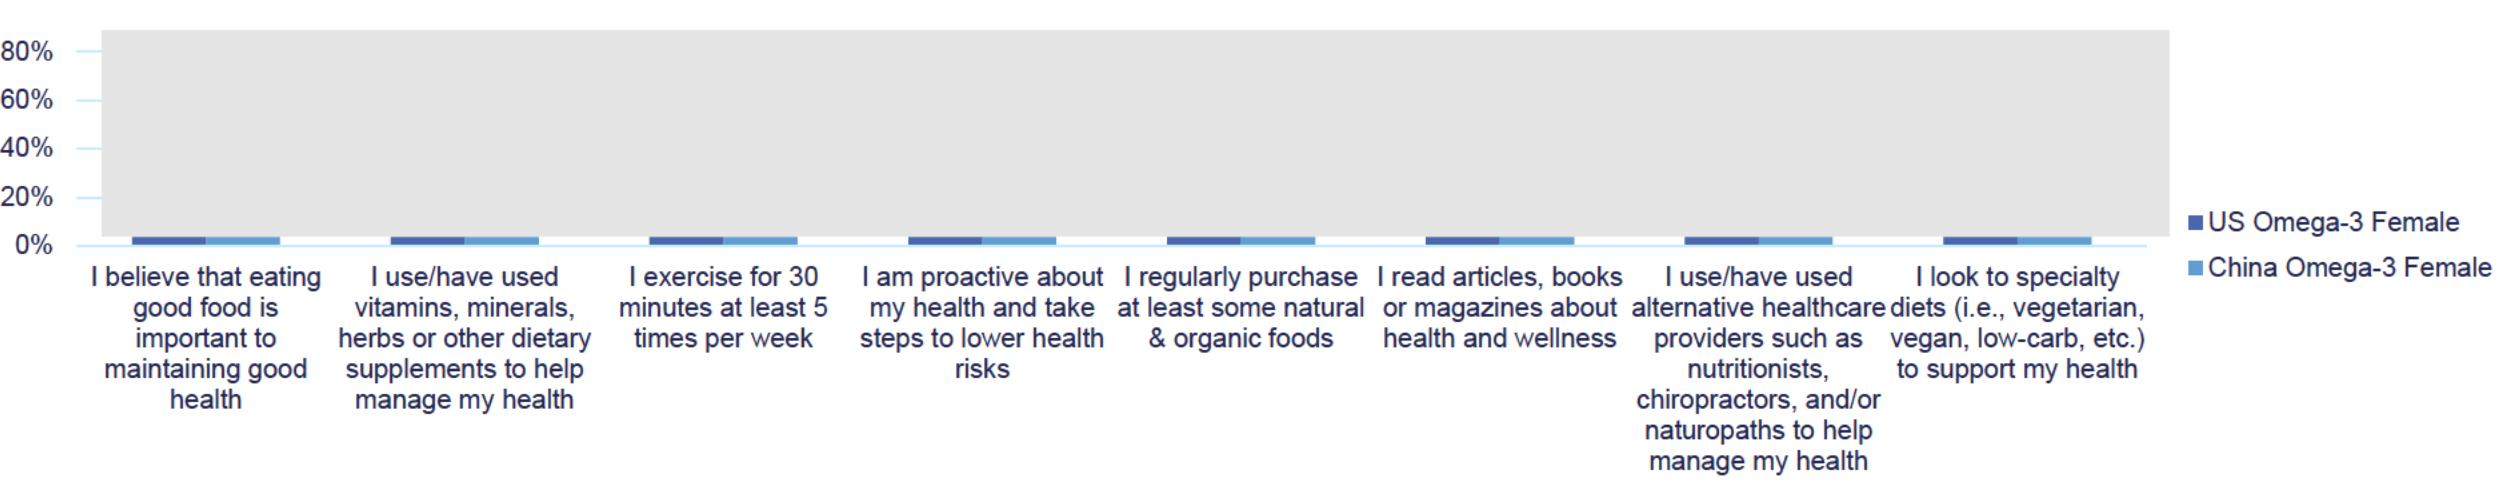 80%
60%
40%
20%
0%
I believe that eating
good food is
important to
maintaining good
health
I use/have used
vitamins, minerals,
herbs or other dietary
supplements to help
manage my health
I exercise for 30
minutes at least 5
times per week
I am proactive about
my health and take
steps to lower health
risks
I regularly purchase
at least some natural
& organic foods
I read articles, books
or magazines about
health and wellness
I use/have used
alternative healthcare
providers such as
nutritionists,
chiropractors, and/or
naturopaths to help
manage my health
I look to specialty
diets (i.e., vegetarian,
vegan, low-carb, etc.)
to support my health
US Omega-3 Female
China Omega-3 Female